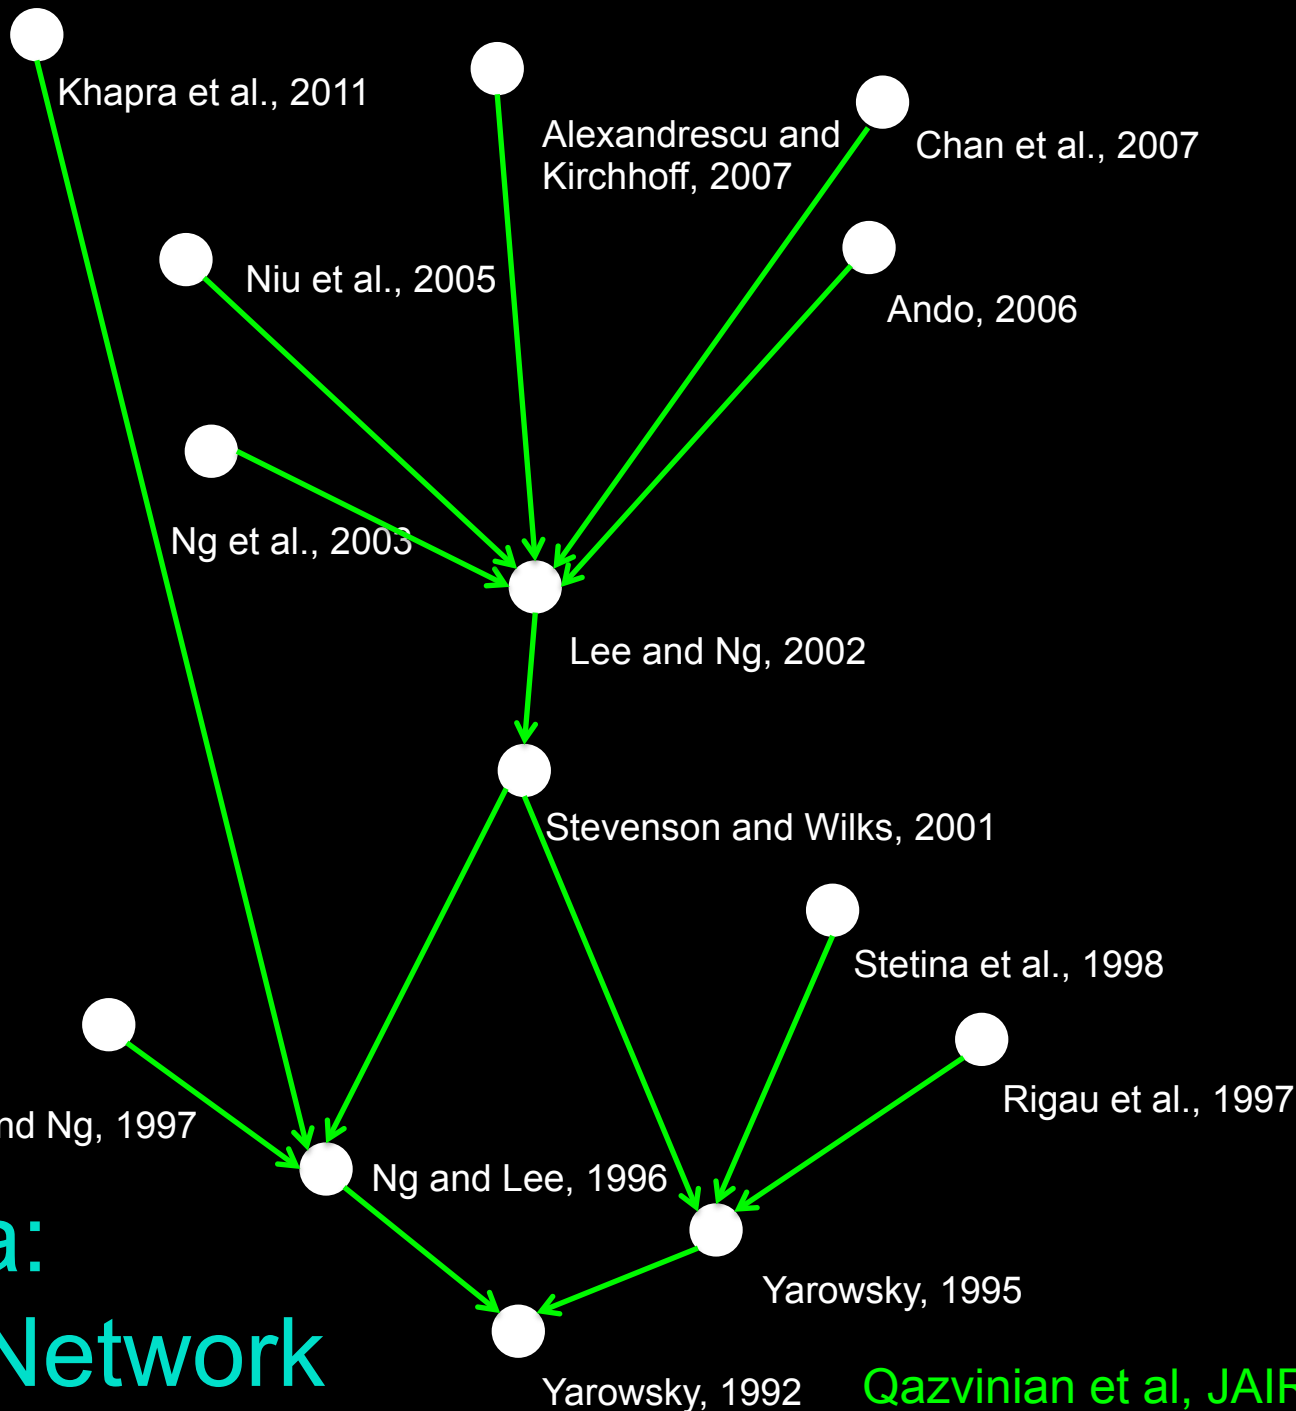 Khapra et al., 2011
Alexandrescu and
Kirchhoff, 2007
Chan et al., 2007
Niu et al., 2005
Ando, 2006
Ng et al., 2003
Lee and Ng, 2002
Stevenson and Wilks, 2001
Stetina et al., 1998
Rigau et al., 1997
nd Ng, 1997
Ng and Lee, 1996
a:
Yarowsky, 1995
Network
Yarowsky, 1992
Qazvinian et al, JAIR